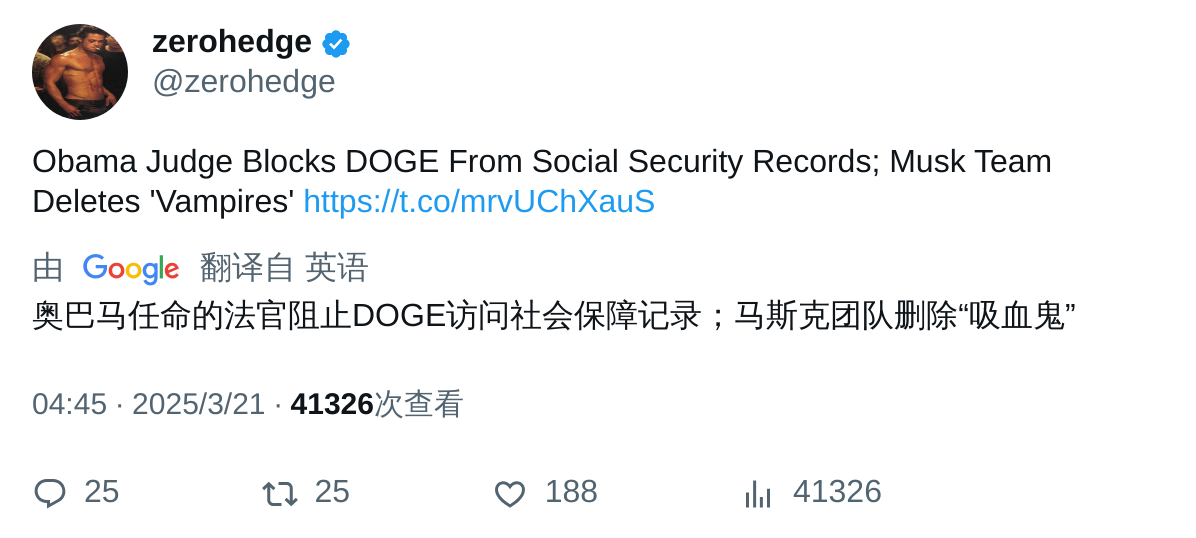 zerohedge
@zerohedge
Obama Judge Blocks DOGE From Social Security Records; Musk Team
Deletes 'Vampires' https://t.co/mrvUChXauS
由 Google 翻译自 英语
奥巴马任命的法官阻止DOGE访问社会保障记录；马斯克团队删除“吸血鬼”
04:45 · 2025/3/21 · 41326次查看
25 25 188 41326